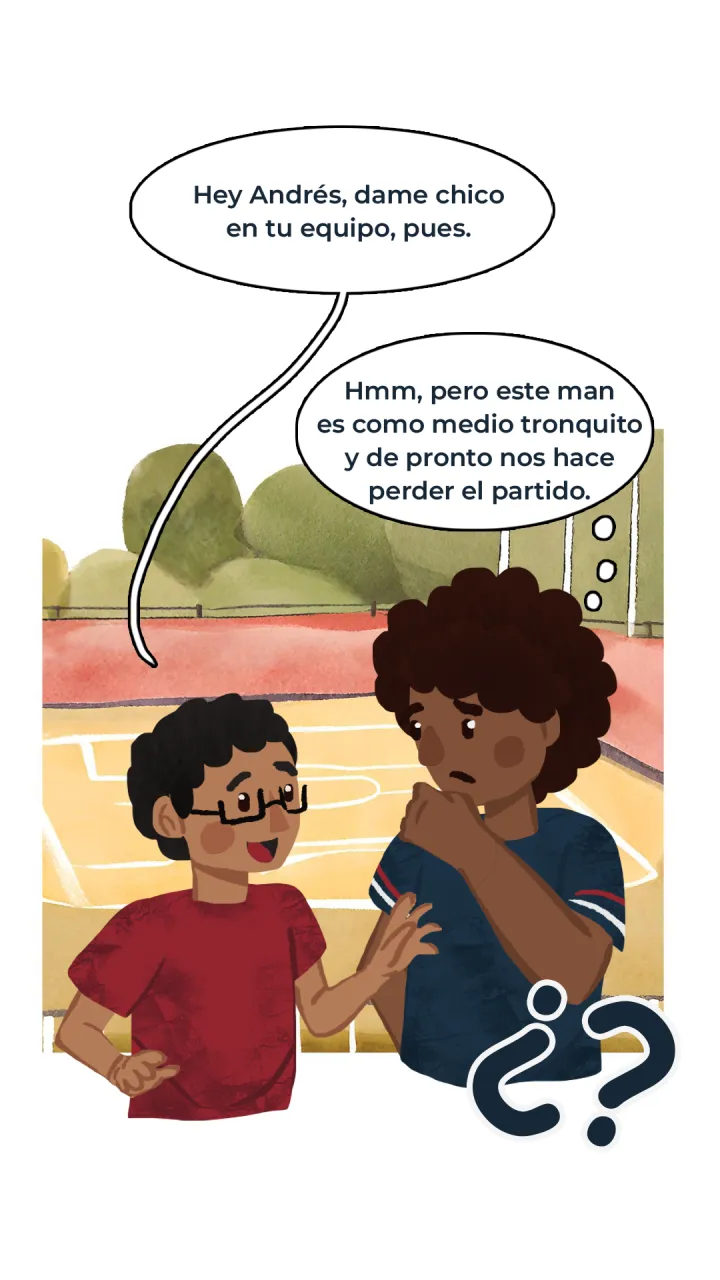 Hey Andrés, dame chico
en tu equipo, pues.
Hmm, pero este man
es como medio tronquito
y de pronto nos hace
perder el partido.
¿?